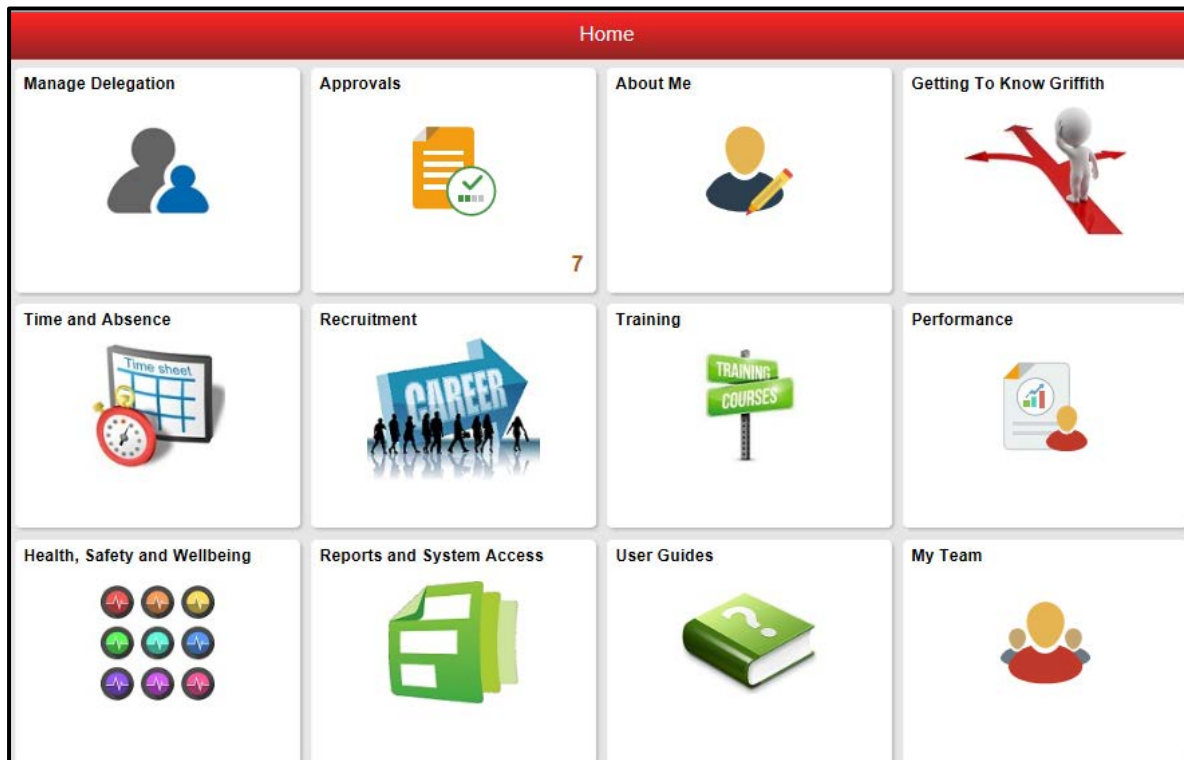 Home
Manage Delegation
Approvals
7
About Me
Getting To Know Griffith
Time and Absence
Time sheet
Recruitment
CAREER
Training
TRAINING
COURSES
Performance
Health, Safety and Wellbeing
Reports and System Access
User Guides
?
My Team